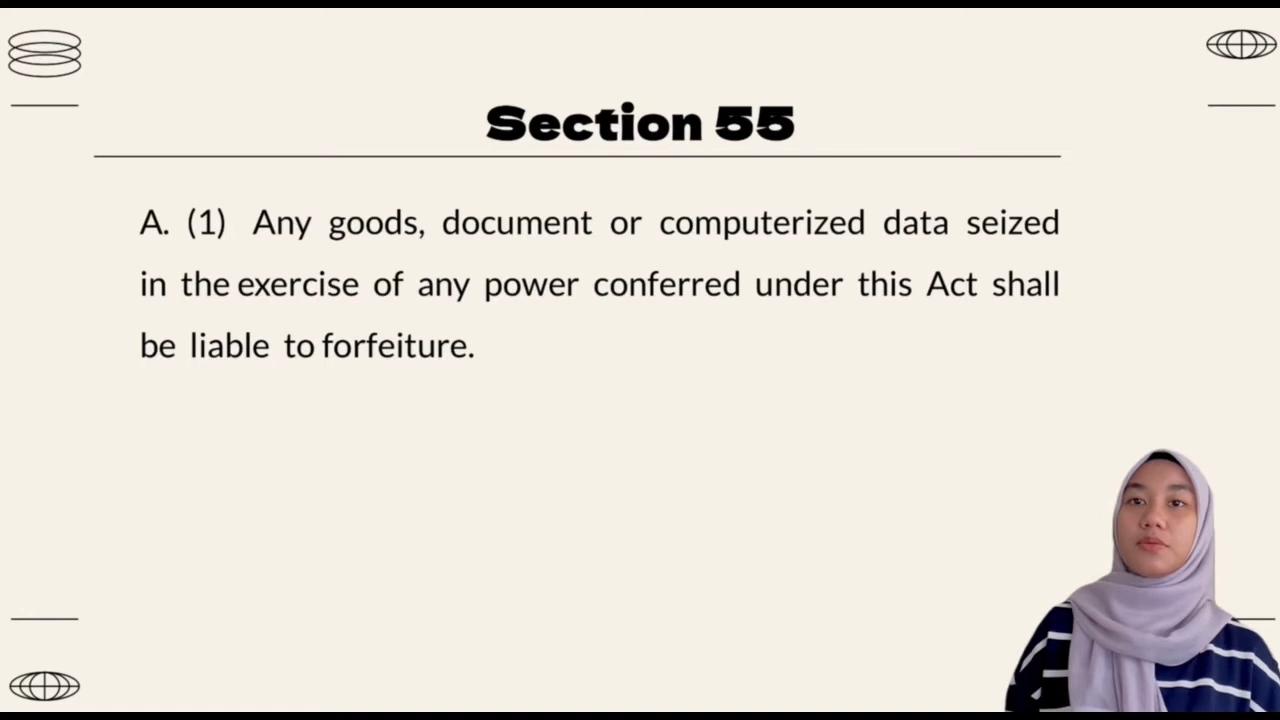 Section 55
A. (1) Any goods, document or computerized data seized
in the exercise of any power conferred under this Act shall
be liable to forfeiture.